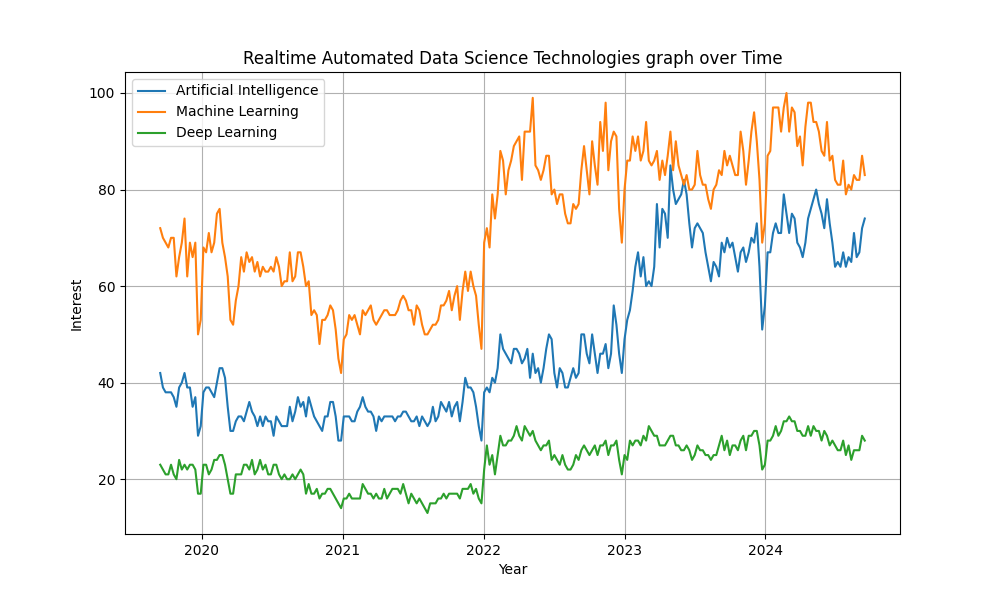 Realtime Automated Data Science Technologies graph over Time
Artificial Intelligence
Machine Learning
Deep Learning
100
80
60
40
20
Interest
2020 2021 2022 2023 2024
Year